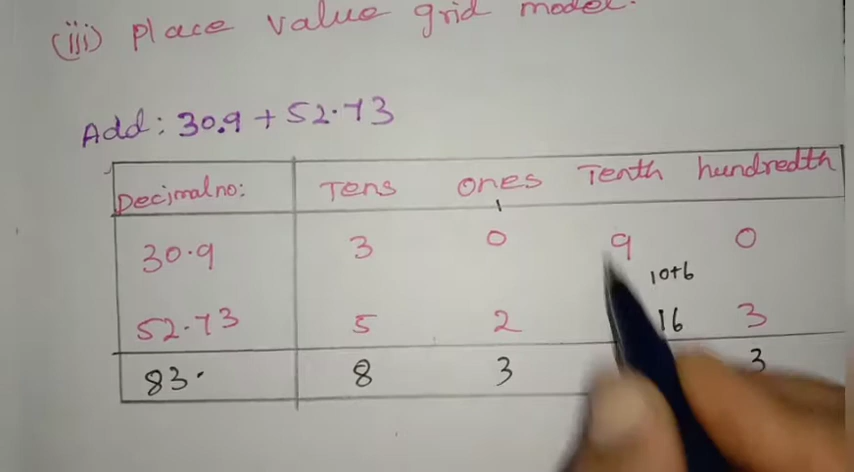 (iii) Place value grid model.
Add: 30.9 + 52.73
Decimal no: Tens ones Tenth hundredth
1
30.9 3 0 9 0
10+6
52.73 5 2 16 3
83. 8 3 3